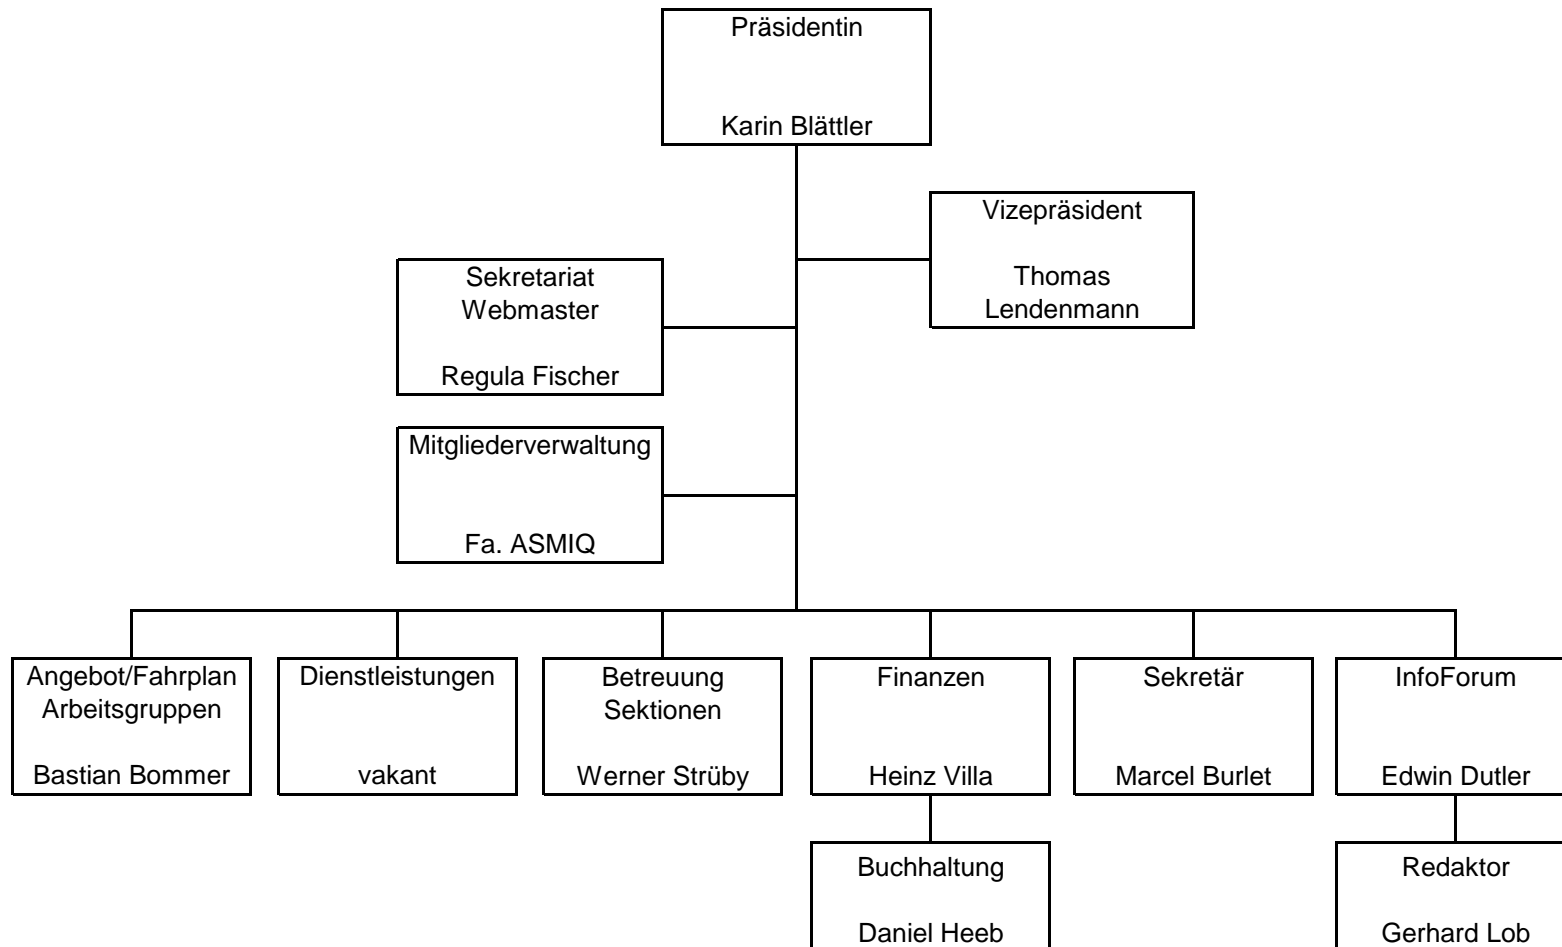 Präsidentin
Karin Blättler
Vizepräsident
Thomas
Lendenmann
Sekretariat
Webmaster
Regula Fischer
Mitgliederverwaltung
Fa. ASMIQ
Angebot/Fahrplan
Arbeitsgruppen
Bastian Bommer
Dienstleistungen
vakant
Betreuung
Sektionen
Werner Strüby
Finanzen
Heinz Villa
Sekretär
Marcel Burlet
InfoForum
Edwin Dutler
Buchhaltung
Daniel Heeb
Redaktor
Gerhard Lob